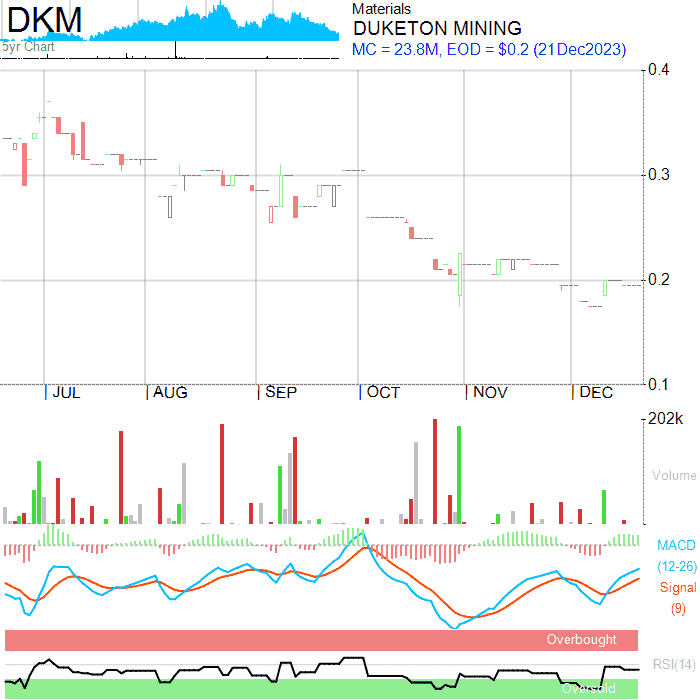 DKM
5yr Chart
Materials
DUKETON MINING
MC = 23.8M, EOD = $0.2 (21Dec2023)
0.4
0.3
0.2
0.1
JUL AUG SEP OCT NOV DEC
202k
Volume
MACD
(12-26)
Signal
(9)
Overbought
RSI(14)
Oversold